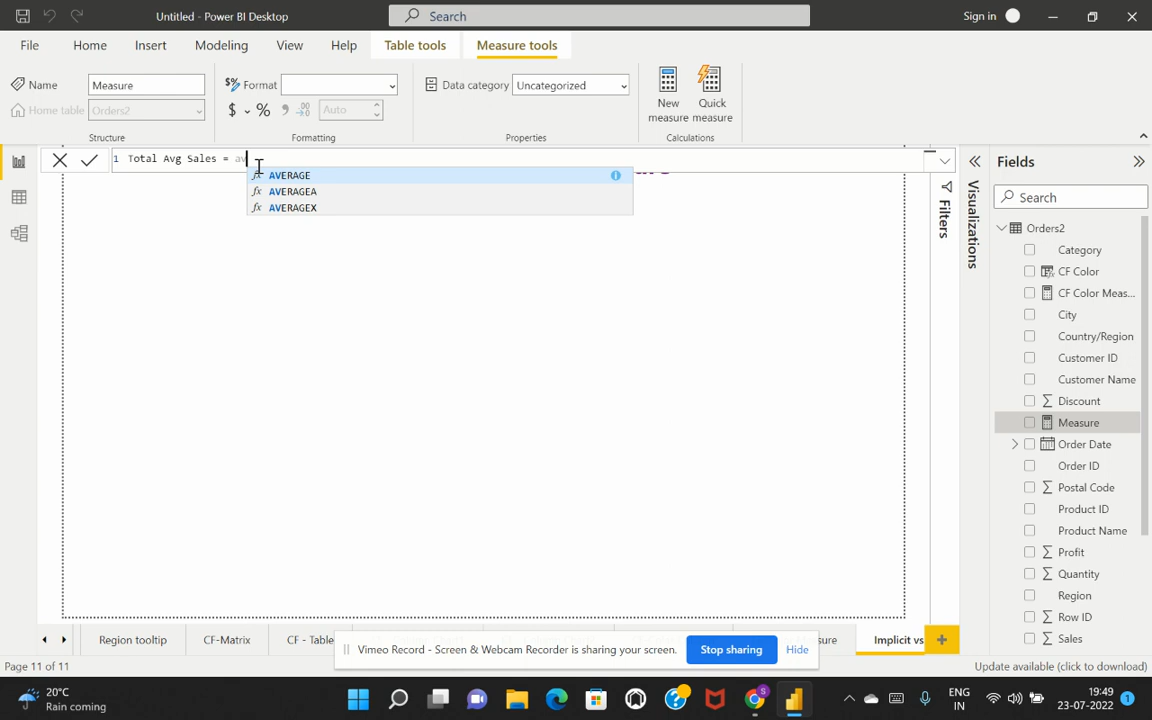 Untitled - Power BI Desktop
Search
Sign in
File
Home
Insert
View
Modeling
Help
Table tools
Measure tools
Name
Measure
Format
Data category
Uncategorized
New measure
Quick measure
Home table
Orders2
$
%
Auto
Structure
Formatting
Properties
Calculations
1 Total Avg Sales = av
AVERAGE
AVERAGEA
AVERAGEX
Filters
Visualizations
Fields
Search
Orders2
Category
CF Color
CF Color Meas...
City
Country/Region
Customer ID
Customer Name
Discount
Measure
Order Date
Order ID
Postal Code
Product ID
Product Name
Profit
Quantity
Region
Row ID
Sales
Region tooltip
CF-Matrix
CF - Table
Implicit vs
Vimeo Record - Screen & Webcam Recorder is sharing your screen.
Stop sharing
Hide
Page 11 of 11
Update available (click to download)
20°C
Rain coming
ENG
IN
19:49
23-07-2022
1